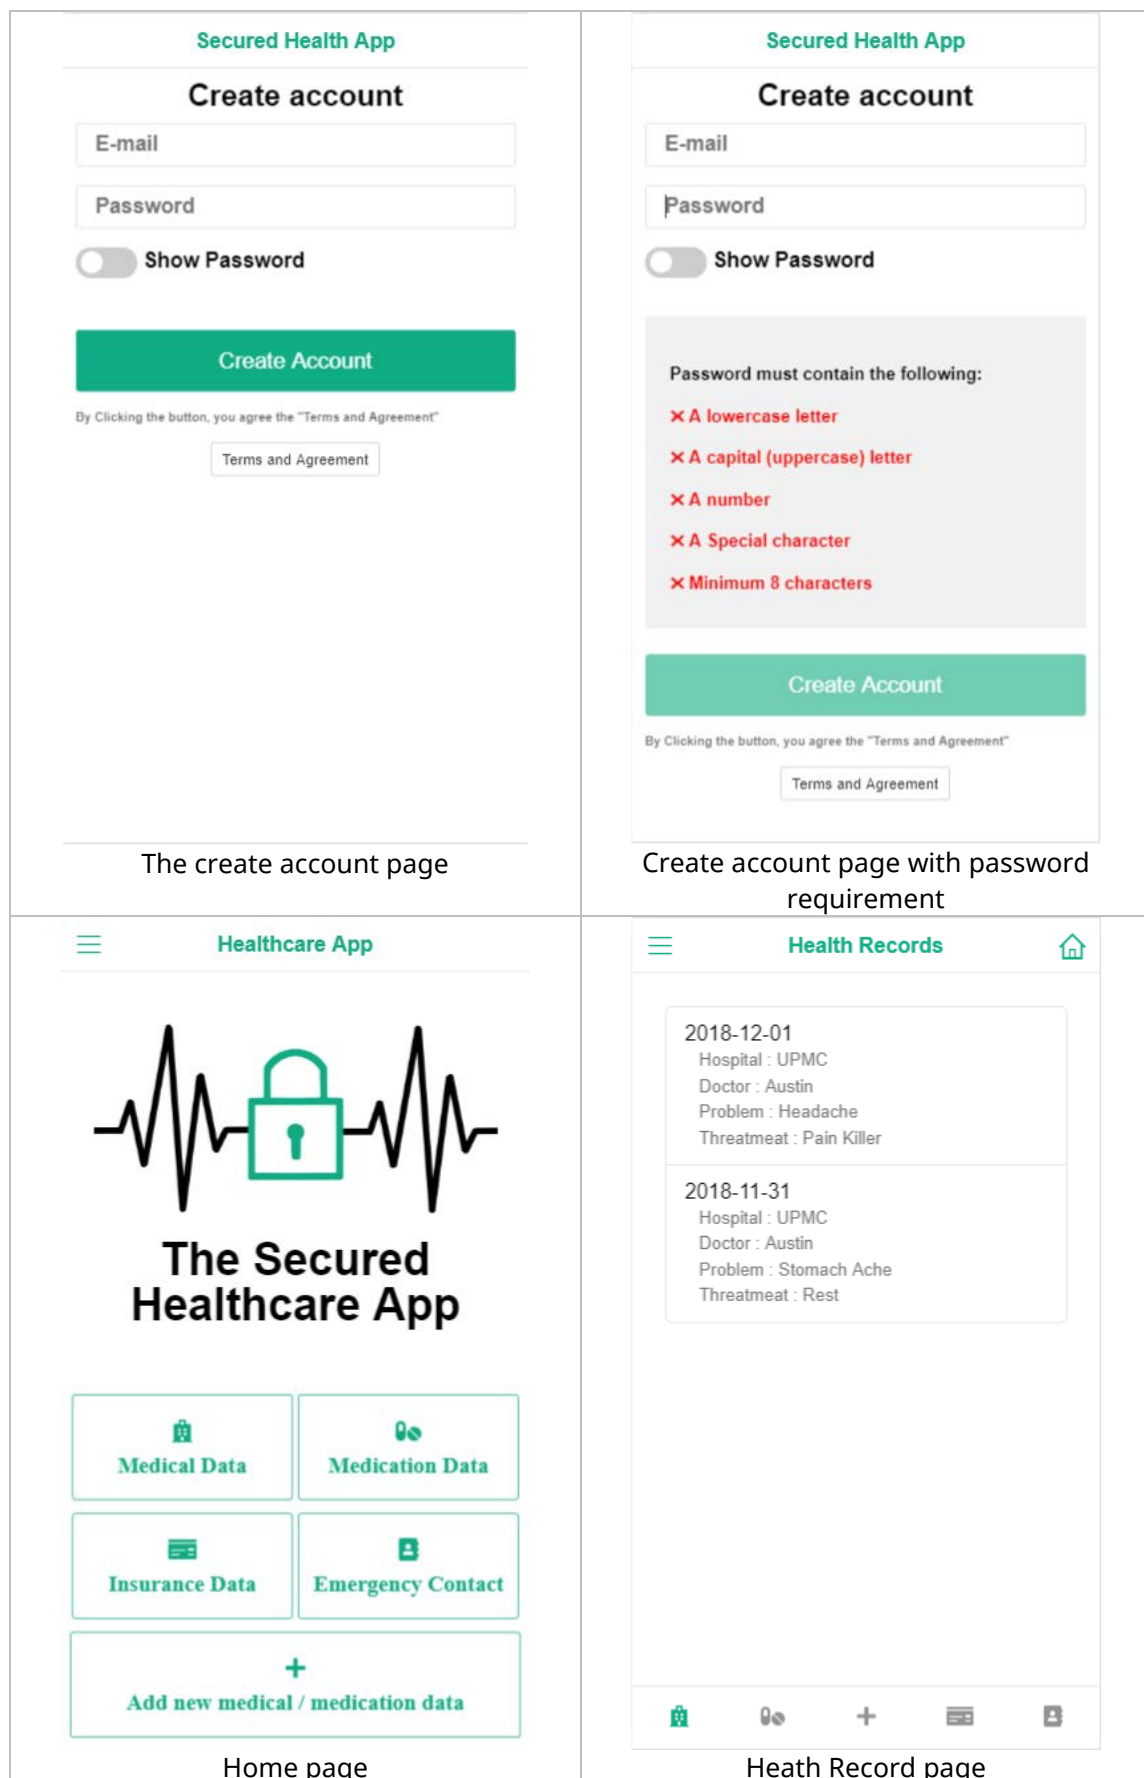 Secured Health App
Create account
E-mail
Password
Show Password
Create Account
By Clicking the button, you agree the "Terms and Agreement"
Terms and Agreement
The create account page
Secured Health App
Create account
E-mail
Password
Show Password
Password must contain the following:
✕ A lowercase letter
✕ A capital (uppercase) letter
✕ A number
✕ A Special character
✕ Minimum 8 characters
Create Account
By Clicking the button, you agree the "Terms and Agreement"
Terms and Agreement
Create account page with password
requirement
Healthcare App
The Secured
Healthcare App
Medical Data
Medication Data
Insurance Data
Emergency Contact
Add new medical / medication data
Home page
Health Records
2018-12-01
Hospital : UPMC
Doctor : Austin
Problem : Headache
Threatmeat : Pain Killer
2018-11-31
Hospital : UPMC
Doctor : Austin
Problem : Stomach Ache
Threatmeat : Rest
Heath Record page